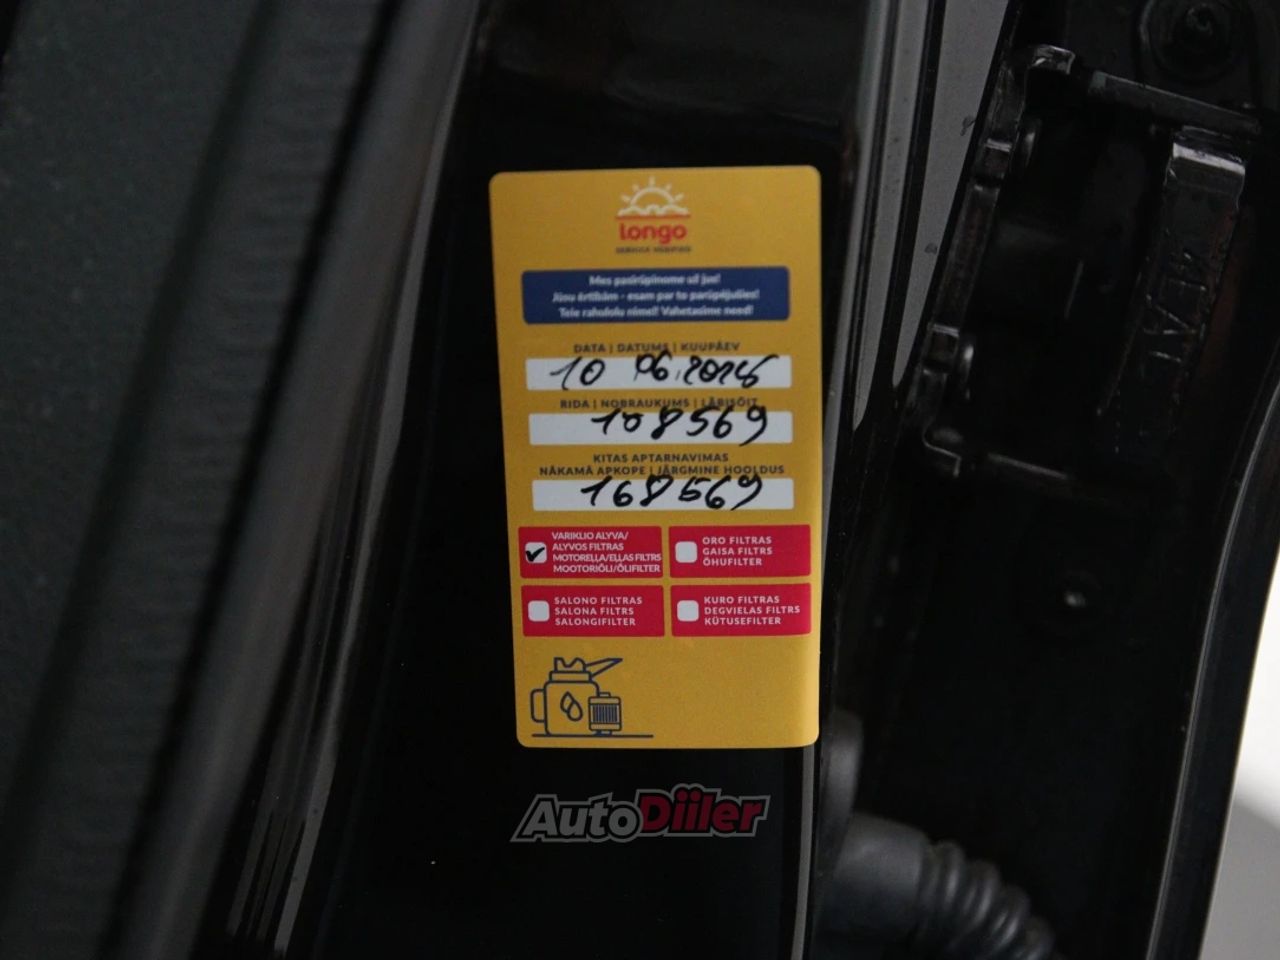 longo
Mes pasirūpinome už jus!
Jūsu ērtībām - esam par to parūpējušies!
Teie rahulolu nimel! Vahetasime need!
DATA | DATUMS | KUUPÄEV
10 06.2025
RIDA | NOBRAUKUMS | LÄBISÕIT
108569
KITAS APTARNAVIMAS
NĀKAMĀ APKOPE | JÄRGMINE HOOLDUS
168569
VARIKLIO ALYVA/
ALYVOS FILTRAS
MOTOREĻĻA/EĻĻAS FILTRS
MOOTORIÕLI/ÕLIFILTER
ORO FILTRAS
GAISA FILTRS
ÕHUFILTER
SALONO FILTRAS
SALONA FILTRS
SALONGIFILTER
KURO FILTRAS
DEGVIELAS FILTRS
KÜTUSEFILTER
AutoDiiler